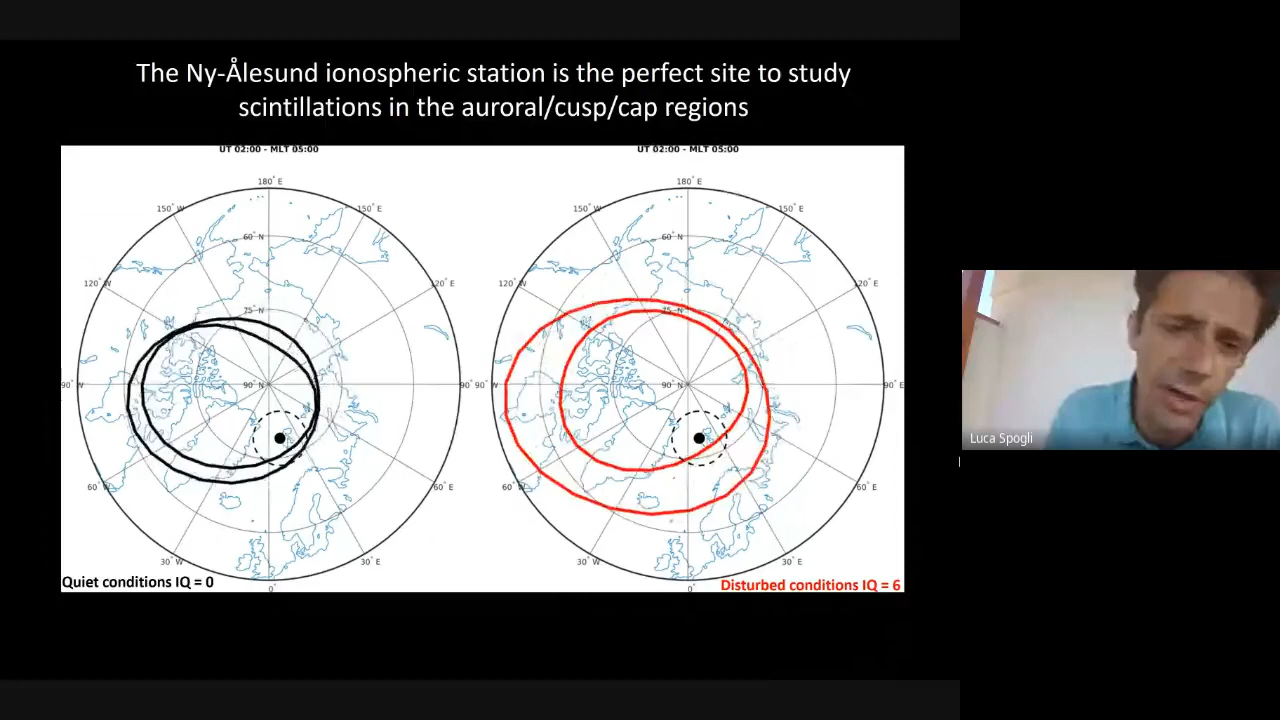 The Ny-Ålesund ionospheric station is the perfect site to study
scintillations in the auroral/cusp/cap regions
UT 02:00 - MLT 05:00
UT 02:00 - MLT 05:00
180° E
180° E
150° W
150° E
150° W
150° E
60° N
60° N
120° W
120° E
120° W
120° E
75° N
75° N
90° W
90° N
90° E
90° W
90° N
90° E
60° W
60° E
60° W
60° E
30° W
30° E
30° W
30° E
0°
0°
Quiet conditions IQ = 0
Disturbed conditions IQ = 6
Luca Spogli